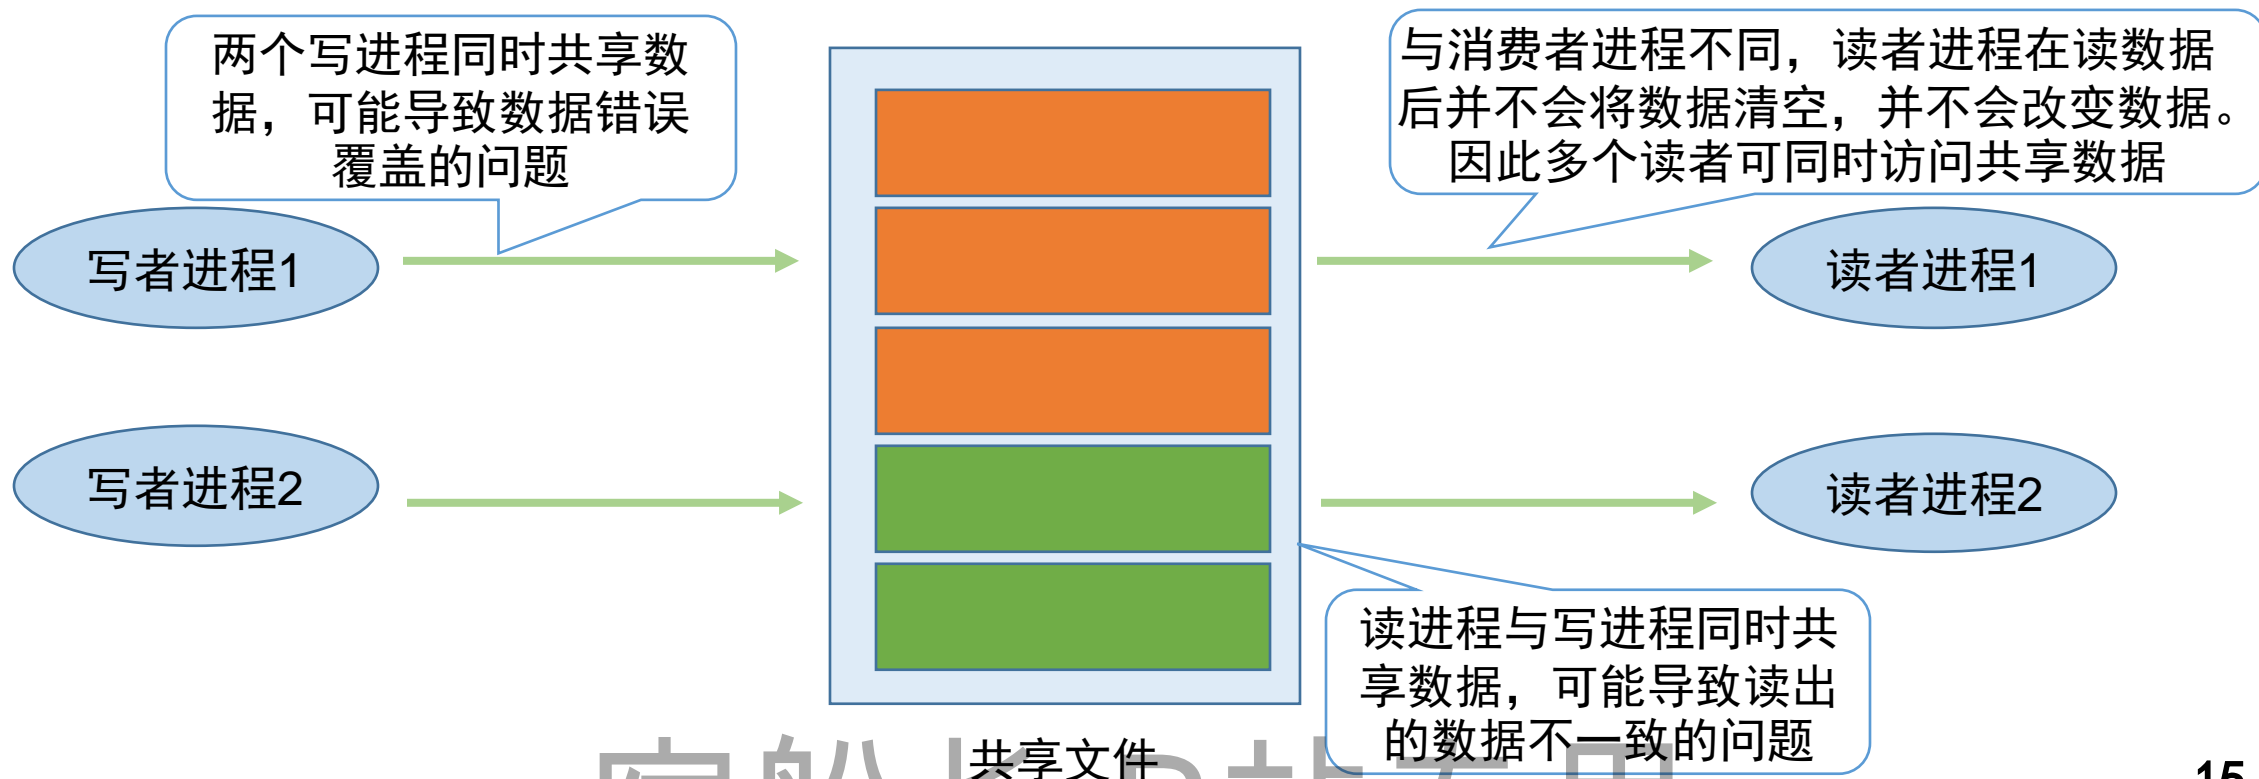 两个写进程同时共享数
据，可能导致数据错误
覆盖的问题
与消费者进程不同，读者进程在读数据
后并不会将数据清空，并不会改变数据。
因此多个读者可同时访问共享数据
写者进程1
读者进程1
写者进程2
读者进程2
读进程与写进程同时共
享数据，可能导致读出
的数据不一致的问题
共享文件
15